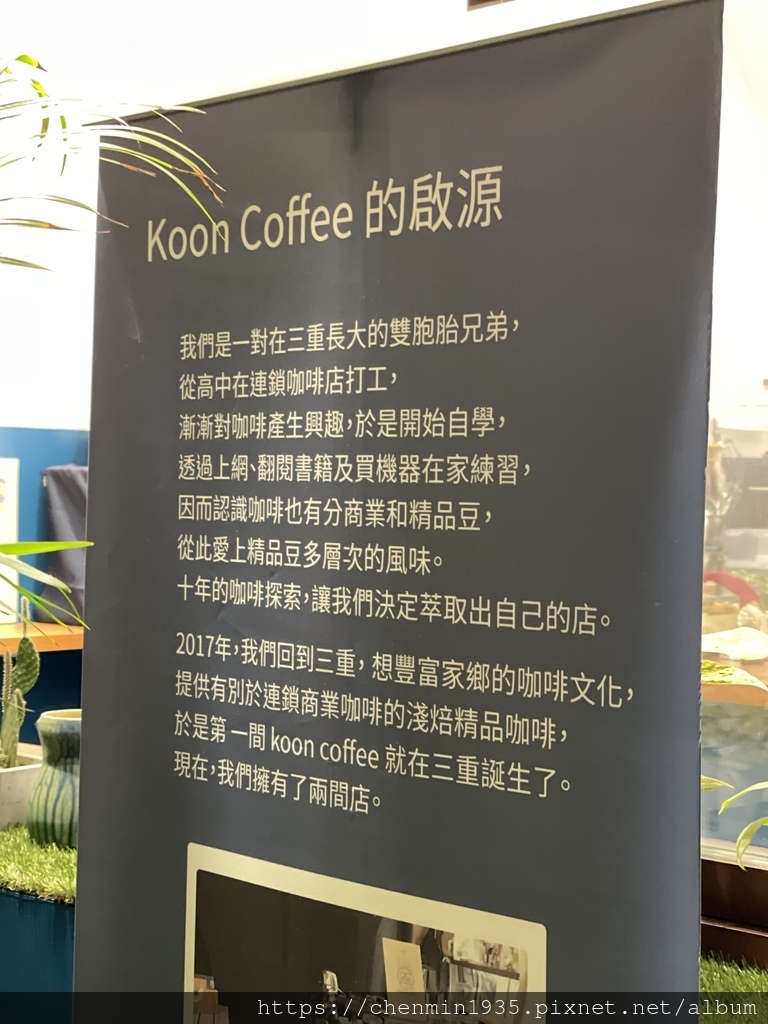 Koon Coffee 的啟源
我們是一對在三重長大的雙胞胎兄弟，
從高中在連鎖咖啡店打工，
漸漸對咖啡產生興趣，於是開始自學，
透過上網、翻閱書籍及買機器在家練習，
因而認識咖啡也有分商業和精品豆，
從此愛上精品豆多層次的風味。
十年的咖啡探索，讓我們決定萃取出自己的店。
2017年，我們回到三重，想豐富家鄉的咖啡文化，
提供有別於連鎖商業咖啡的淺焙精品咖啡，
於是第一間 koon coffee 就在三重誕生了。
現在，我們擁有了兩間店。
https://chenmin1935.pixnet.net/album